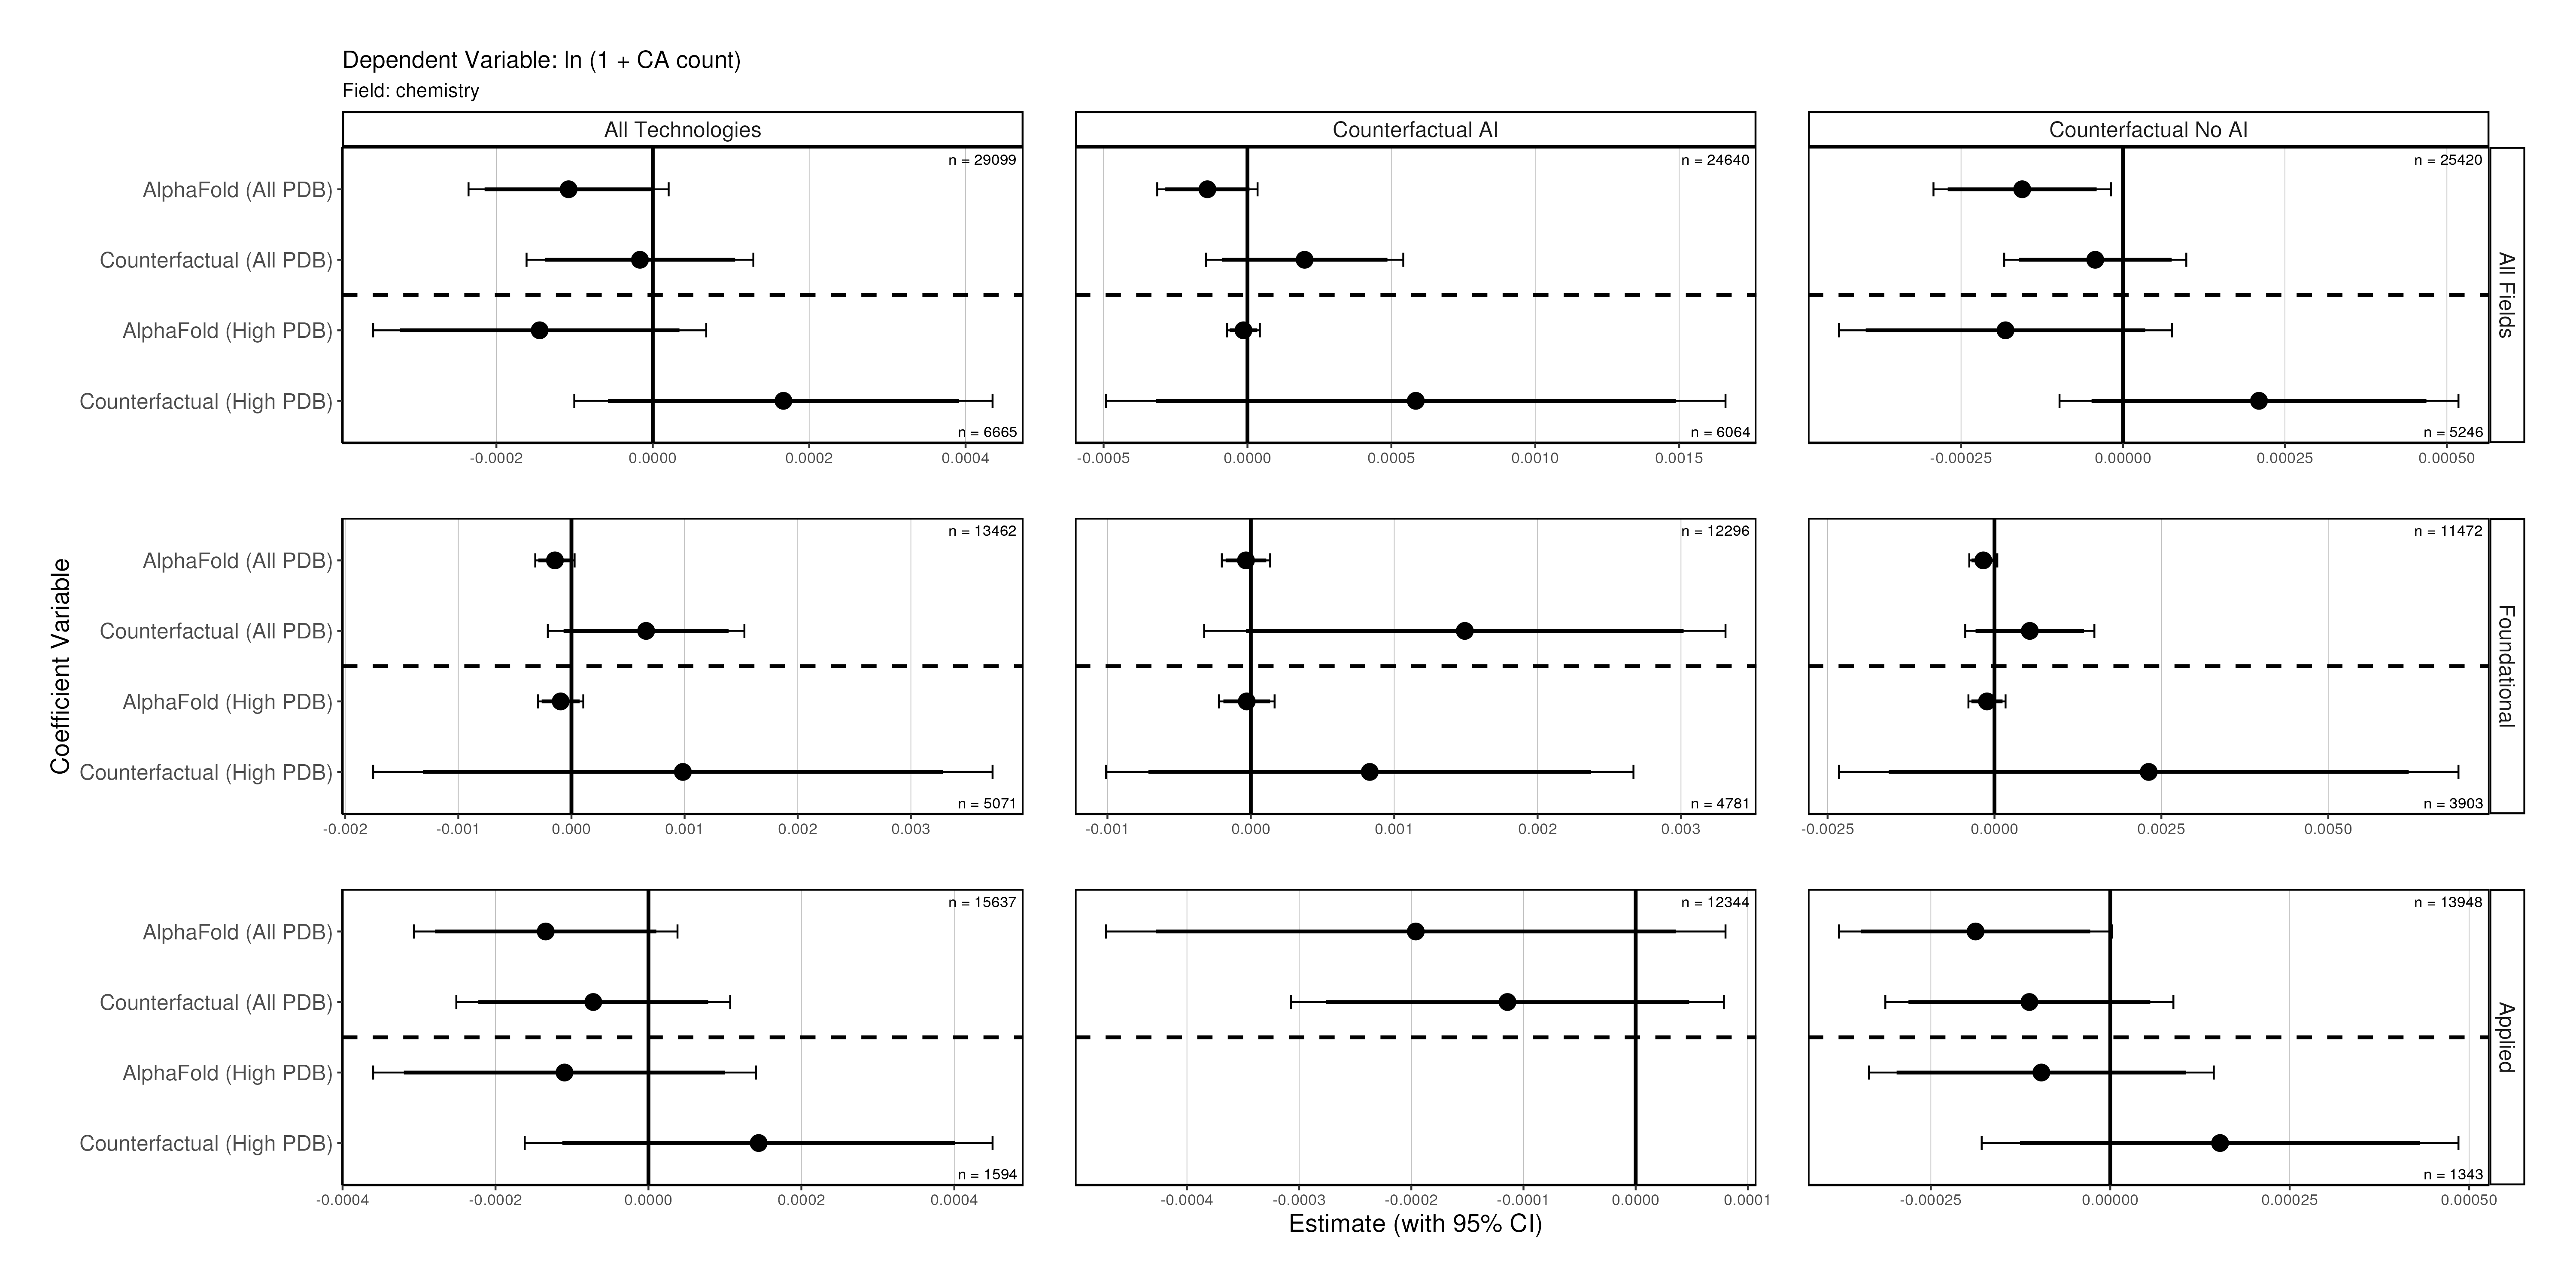 Dependent Variable: ln (1 + CA count)
Field: chemistry
All Technologies
Counterfactual AI
Counterfactual No AI
AlphaFold (All PDB)
Counterfactual (All PDB)
AlphaFold (High PDB)
Counterfactual (High PDB)
n = 29099
n = 6665
n = 24640
n = 6064
n = 25420
n = 5246
All Fields
-0.0002 0.0000 0.0002 0.0004
-0.0005 0.0000 0.0005 0.0010 0.0015
-0.00025 0.00000 0.00025 0.00050
Coefficient Variable
AlphaFold (All PDB)
Counterfactual (All PDB)
AlphaFold (High PDB)
Counterfactual (High PDB)
n = 13462
n = 5071
n = 12296
n = 4781
n = 11472
n = 3903
Foundational
-0.002 -0.001 0.000 0.001 0.002 0.003
-0.001 0.000 0.001 0.002 0.003
-0.0025 0.0000 0.0025 0.0050
AlphaFold (All PDB)
Counterfactual (All PDB)
AlphaFold (High PDB)
Counterfactual (High PDB)
n = 15637
n = 1594
n = 12344
n = 13948
n = 1343
Applied
-0.0004 -0.0002 0.0000 0.0002 0.0004
-0.0004 -0.0003 -0.0002 -0.0001 0.0000 0.0001
-0.00025 0.00000 0.00025 0.00050
Estimate (with 95% CI)